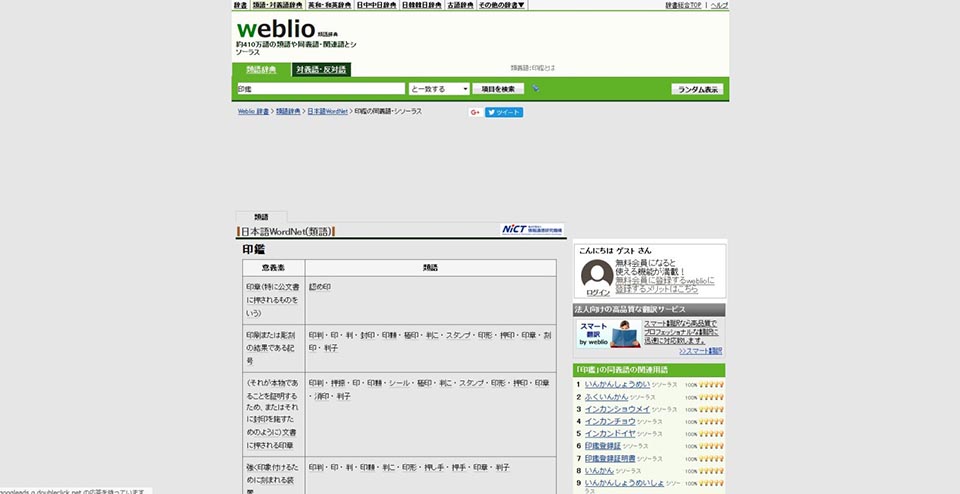 辞書 類語・対義語辞典 英和・和英辞典 日中中日辞典 日韓韓日辞典 古語辞典 その他の辞書▼ 辞書総合TOP ヘルプ
weblio 類語辞典
約410万語の類語や同義語・関連語とシ
ソーラス
類語辞典 対義語・反対語 類義語: 印鑑とは
印鑑 と一致する 項目を検索 ランダム表示
Weblio 辞書 > 類語辞典 > 日本語WordNet > 印鑑の同義語・シソーラス G+ ツイート
類語
日本語WordNet(類語) NICT 情報通信研究機構
印鑑
意義素 類語
印章(特に公文書
に押されるものを
いう)
認め印
印刷または彫刻
の結果である記
号
印判・印・判・封印・印顆・極印・判こ・スタンプ・印形・押印・印章・刻
印・判子
(それが本物であ
ることを証明する
ため、またはそれ
に封印を施すた
めのように)文書
に押される印章
印判・押捺・印・印顆・シール・極印・判こ・スタンプ・印形・押印・印章
・消印・判子
強く印象付けるた
めに刻まれる装
置
印判・印・判・印顆・判こ・印形・押し手・押手・印章・判子
こんにちは ゲスト さん
無料会員になると
使える機能が満載!
無料会員に登録するweblioに
登録するメリットはこちら
ログイン
法人向けの高品質な翻訳サービス
スマート
翻訳
by weblio
スマート翻訳なら高品質で
プロフェッショナルな翻訳に
迅速に対応致します。
>>スマート翻訳
「印鑑」の同義語の関連用語
1 いんかんしょうめい シソーラス 100%
2 ふくいんかん シソーラス 100%
3 インカンショウメイ シソーラス 100%
4 インカンチョウ シソーラス 100%
5 インカンドイヤ シソーラス 100%
6 印鑑登録証 シソーラス 100%
7 印鑑登録証明書 シソーラス 100%
8 いんかん シソーラス 100%
9 いんかんしょうめいしょ シソーラ
ス 100%
googleads.g.doubleclick.net の応答を待っています